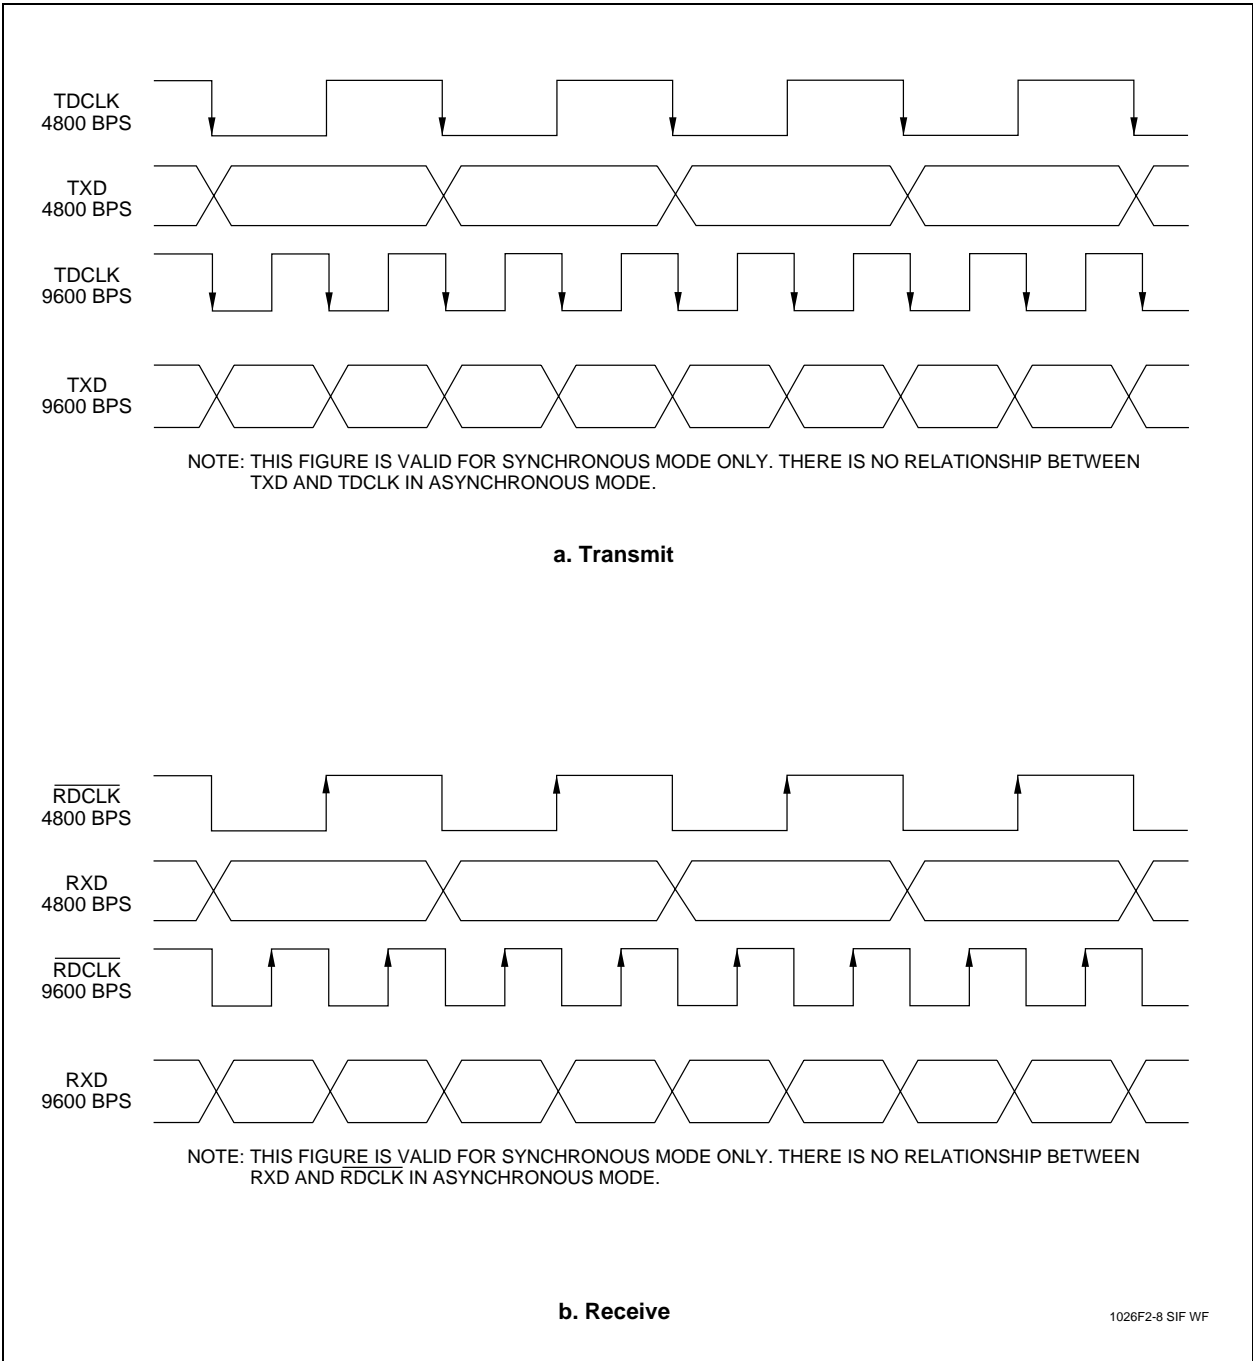 TDCLK
4800 BPS
TXD
4800 BPS
TDCLK
9600 BPS
TXD
9600 BPS
NOTE: THIS FIGURE IS VALID FOR SYNCHRONOUS MODE ONLY. THERE IS NO RELATIONSHIP BETWEEN
TXD AND TDCLK IN ASYNCHRONOUS MODE.
a. Transmit
R̅D̅C̅L̅K̅
4800 BPS
RXD
4800 BPS
R̅D̅C̅L̅K̅
9600 BPS
RXD
9600 BPS
NOTE: THIS FIGURE IS VALID FOR SYNCHRONOUS MODE ONLY. THERE IS NO RELATIONSHIP BETWEEN
RXD AND R̅D̅C̅L̅K̅ IN ASYNCHRONOUS MODE.
b. Receive
1026F2-8 SIF WF